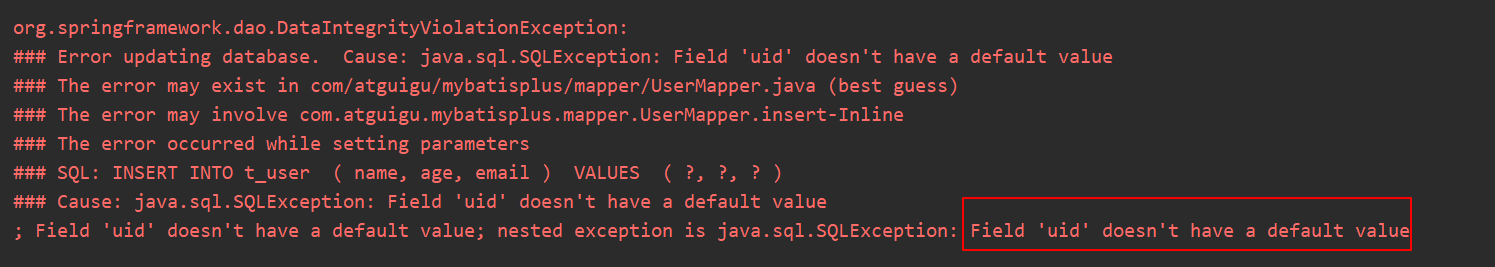 org.springframework.dao.DataIntegrityViolationException:
### Error updating database.  Cause: java.sql.SQLException: Field 'uid' doesn't have a default value
### The error may exist in com/atguigu/mybatisplus/mapper/UserMapper.java (best guess)
### The error may involve com.atguigu.mybatisplus.mapper.UserMapper.insert-Inline
### The error occurred while setting parameters
### SQL: INSERT INTO t_user  ( name, age, email )  VALUES  ( ?, ?, ? )
### Cause: java.sql.SQLException: Field 'uid' doesn't have a default value
; Field 'uid' doesn't have a default value; nested exception is java.sql.SQLException: Field 'uid' doesn't have a default value